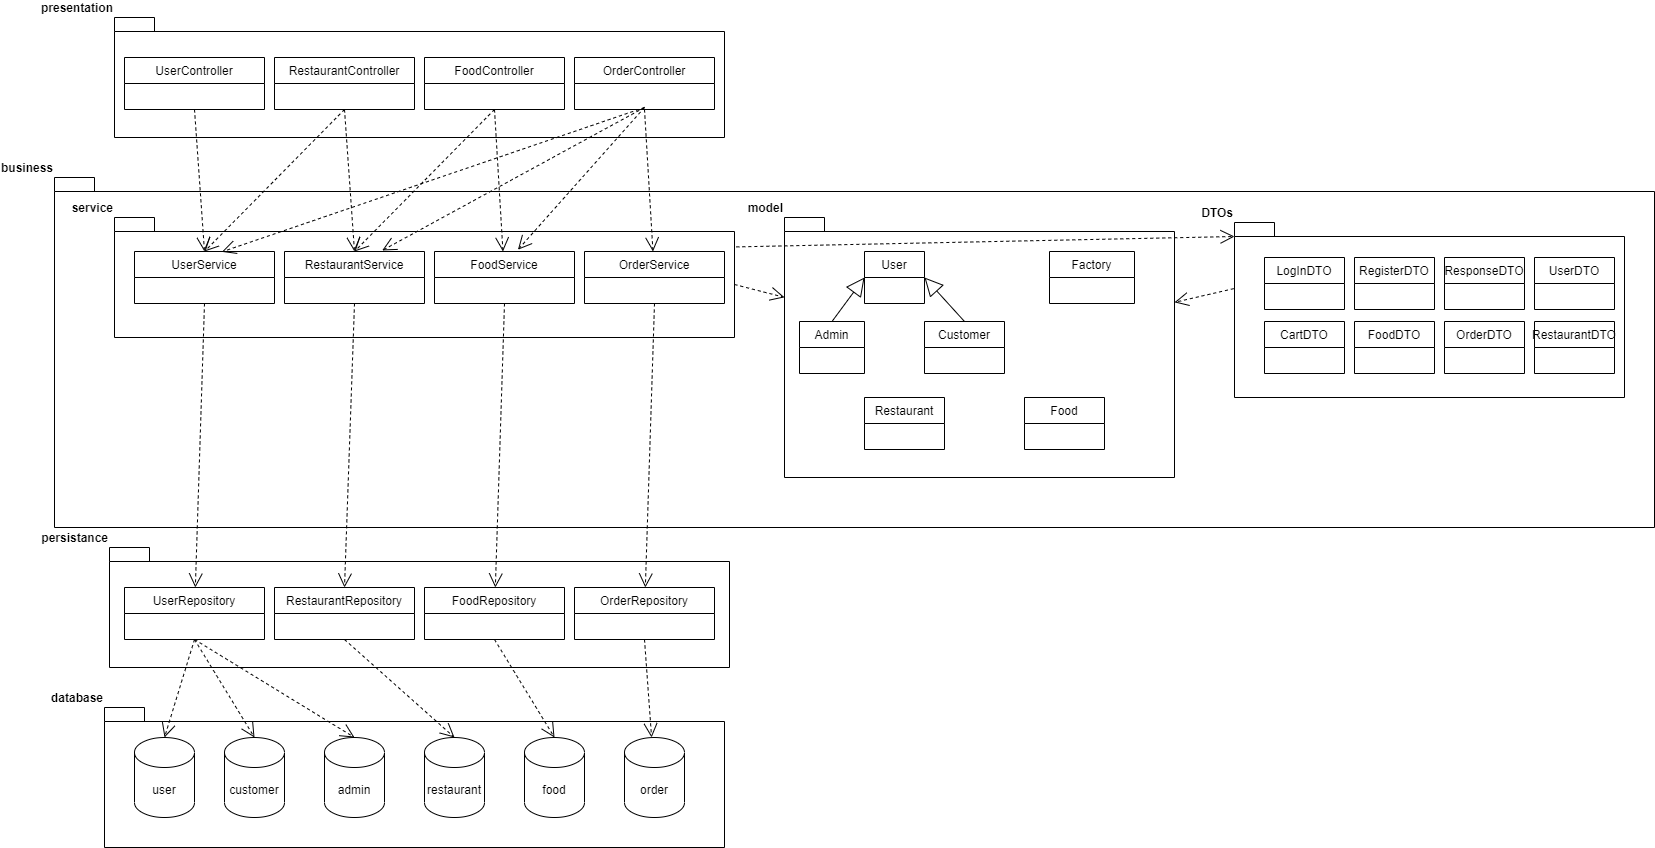 presentation
UserController
RestaurantController
FoodController
OrderController
business
service
model
DTOs
UserService
RestaurantService
FoodService
OrderService
User
Factory
LogInDTO
RegisterDTO
ResponseDTO
UserDTO
Admin
Customer
CartDTO
FoodDTO
OrderDTO
RestaurantDTO
Restaurant
Food
persistance
UserRepository
RestaurantRepository
FoodRepository
OrderRepository
database
user
customer
admin
restaurant
food
order